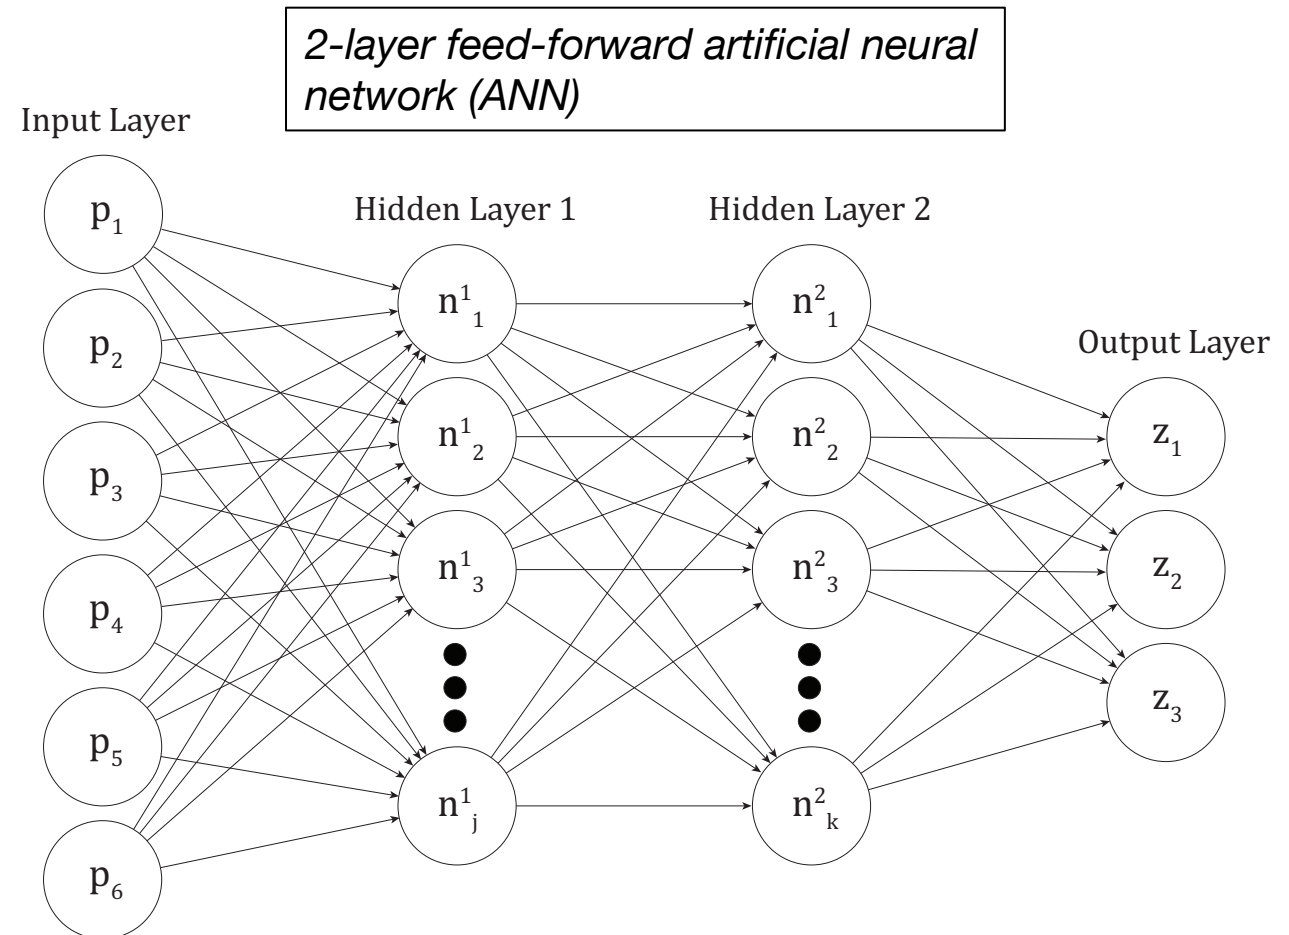 2-layer feed-forward artificial neural
network (ANN)
Input Layer
Hidden Layer 1
Hidden Layer 2
Output Layer
p₁
p₂
p₃
p₄
p₅
p₆
n¹₁
n¹₂
n¹₃
n¹ⱼ
n²₁
n²₂
n²₃
n²ₖ
z₁
z₂
z₃